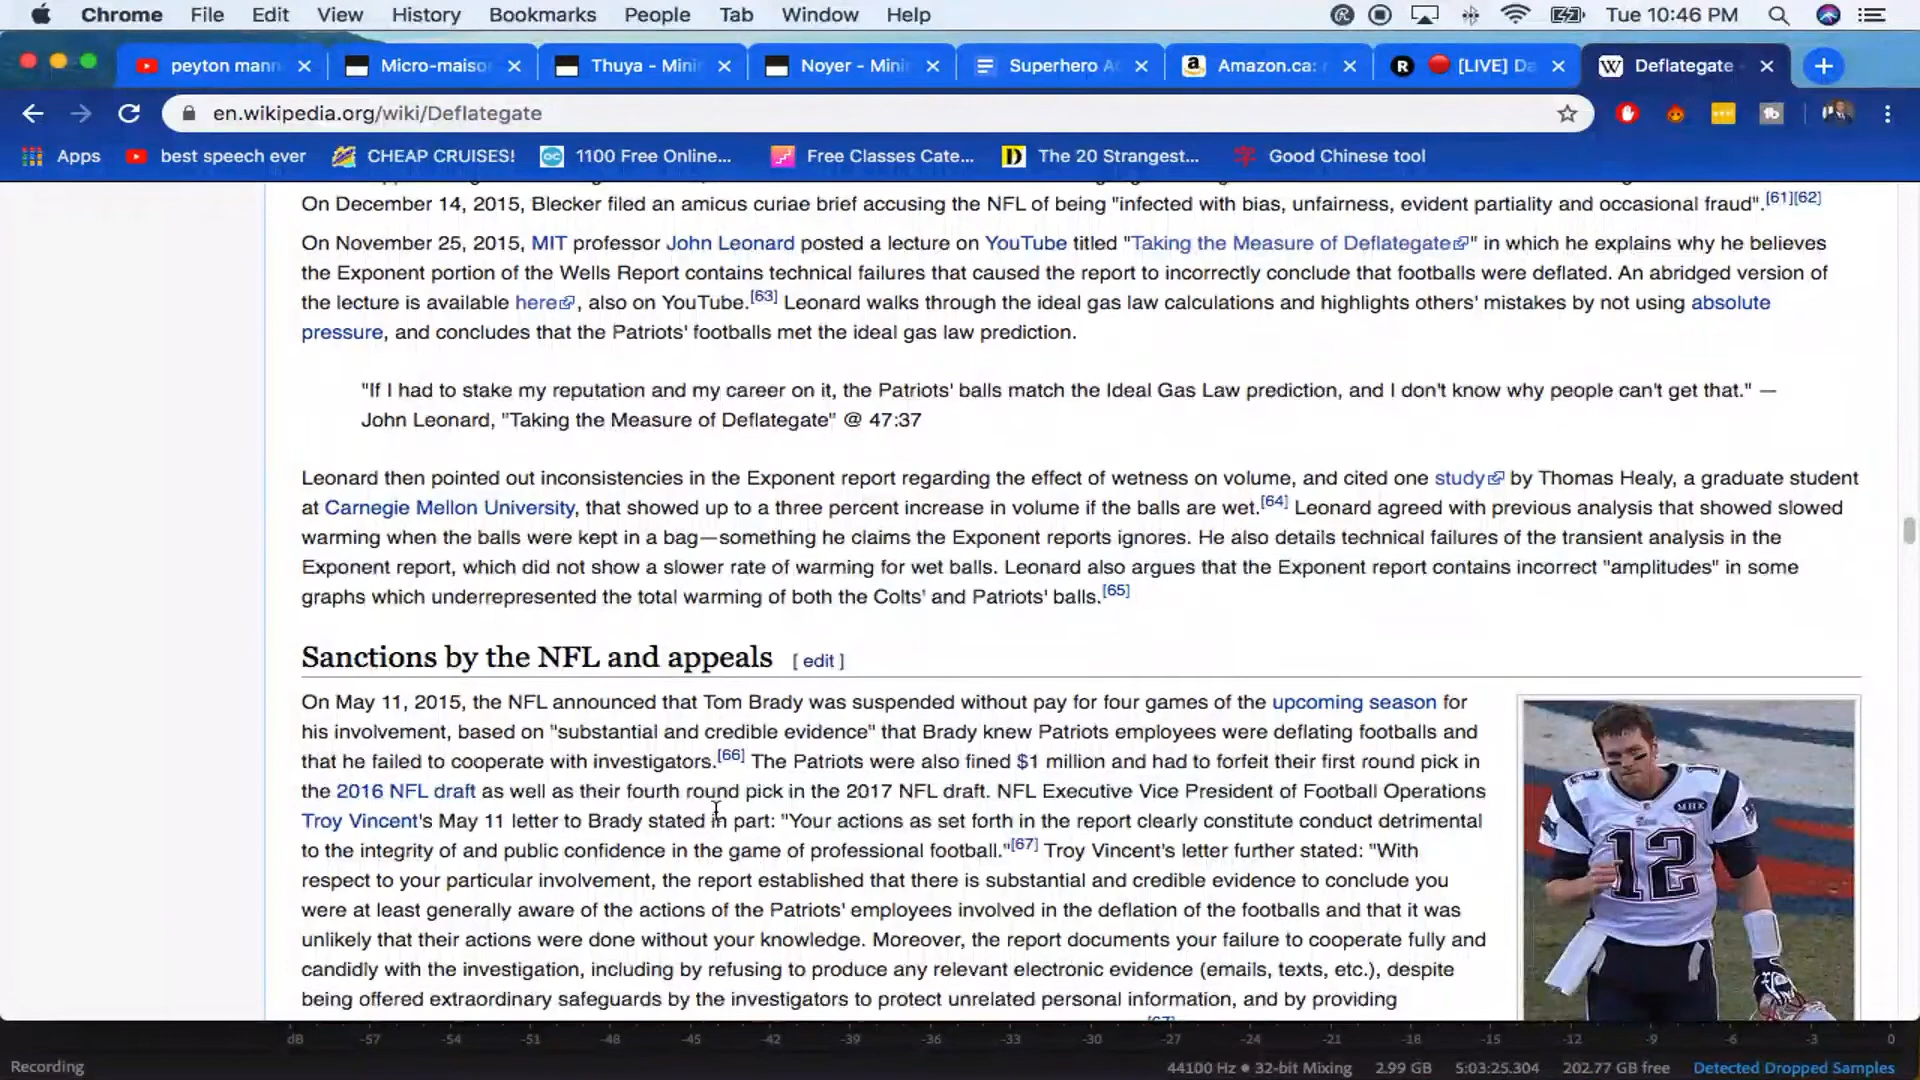 Chrome File Edit View History Bookmarks People Tab Window Help Tue 10:46 PM
peyton mann Micro-maiso Thuya - Mini Noyer - Mini Superhero A Amazon.ca: [LIVE] Da Deflategate
en.wikipedia.org/wiki/Deflategate
Apps best speech ever CHEAP CRUISES! 1100 Free Online... Free Classes Cate... The 20 Strangest... Good Chinese tool
On December 14, 2015, Blecker filed an amicus curiae brief accusing the NFL of being "infected with bias, unfairness, evident partiality and occasional fraud".[61][62]
On November 25, 2015, MIT professor John Leonard posted a lecture on YouTube titled "Taking the Measure of Deflategate" in which he explains why he believes
the Exponent portion of the Wells Report contains technical failures that caused the report to incorrectly conclude that footballs were deflated. An abridged version of
the lecture is available here, also on YouTube.[63] Leonard walks through the ideal gas law calculations and highlights others' mistakes by not using absolute
pressure, and concludes that the Patriots' footballs met the ideal gas law prediction.
"If I had to stake my reputation and my career on it, the Patriots' balls match the Ideal Gas Law prediction, and I don't know why people can't get that." —
John Leonard, "Taking the Measure of Deflategate" @ 47:37
Leonard then pointed out inconsistencies in the Exponent report regarding the effect of wetness on volume, and cited one study by Thomas Healy, a graduate student
at Carnegie Mellon University, that showed up to a three percent increase in volume if the balls are wet.[64] Leonard agreed with previous analysis that showed slowed
warming when the balls were kept in a bag—something he claims the Exponent reports ignores. He also details technical failures of the transient analysis in the
Exponent report, which did not show a slower rate of warming for wet balls. Leonard also argues that the Exponent report contains incorrect "amplitudes" in some
graphs which underrepresented the total warming of both the Colts' and Patriots' balls.[65]
Sanctions by the NFL and appeals [ edit ]
On May 11, 2015, the NFL announced that Tom Brady was suspended without pay for four games of the upcoming season for
his involvement, based on "substantial and credible evidence" that Brady knew Patriots employees were deflating footballs and
that he failed to cooperate with investigators.[66] The Patriots were also fined $1 million and had to forfeit their first round pick in
the 2016 NFL draft as well as their fourth round pick in the 2017 NFL draft. NFL Executive Vice President of Football Operations
Troy Vincent's May 11 letter to Brady stated in part: "Your actions as set forth in the report clearly constitute conduct detrimental
to the integrity of and public confidence in the game of professional football."[67] Troy Vincent's letter further stated: "With
respect to your particular involvement, the report established that there is substantial and credible evidence to conclude you
were at least generally aware of the actions of the Patriots' employees involved in the deflation of the footballs and that it was
unlikely that their actions were done without your knowledge. Moreover, the report documents your failure to cooperate fully and
candidly with the investigation, including by refusing to produce any relevant electronic evidence (emails, texts, etc.), despite
being offered extraordinary safeguards by the investigators to protect unrelated personal information, and by providing
12
MHK
dB -57 -54 -51 -48 -45 -42 -39 -36 -33 -30 -27 -24 -21 -18 -15 -12 -9 -6 -3 0
Recording 44100 Hz ● 32-bit Mixing 2.99 GB 5:03:25.304 202.77 GB free Detected Dropped Samples